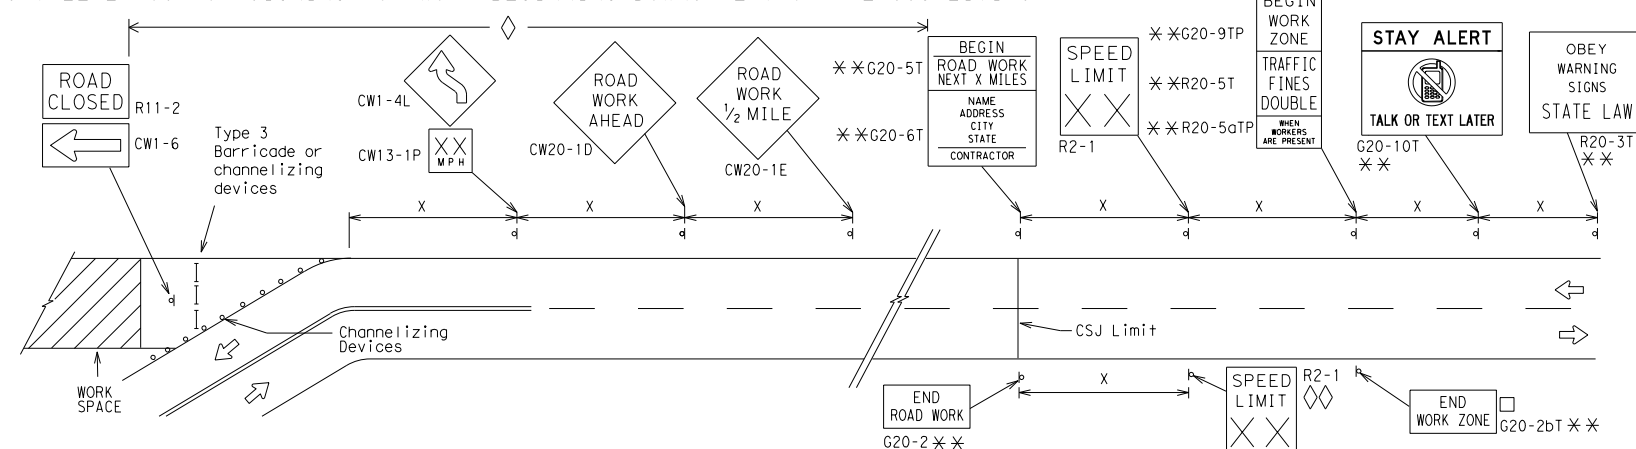 ROAD
CLOSED
R11-2
CW1-6
Type 3
Barricade or
channelizing
devices
CW1-4L
XX
MPH
CW13-1P
ROAD
WORK
AHEAD
CW20-1D
ROAD
WORK
1/2 MILE
CW20-1E
**G20-5T
**G20-6T
BEGIN
ROAD WORK
NEXT X MILES
NAME
ADDRESS
CITY
STATE
CONTRACTOR
SPEED
LIMIT
XX
R2-1
**G20-9TP
**R20-5T
**R20-5aTP
BEGIN
WORK
ZONE
TRAFFIC
FINES
DOUBLE
WHEN
WORKERS
ARE PRESENT
STAY ALERT
TALK OR TEXT LATER
G20-10T
**
OBEY
WARNING
SIGNS
STATE LAW
R20-3T
**
X
X
X
X
X
X
X
Channelizing
Devices
WORK
SPACE
CSJ Limit
END
ROAD WORK
G20-2**
X
SPEED
LIMIT
XX
R2-1
END
WORK ZONE
G20-2bT**